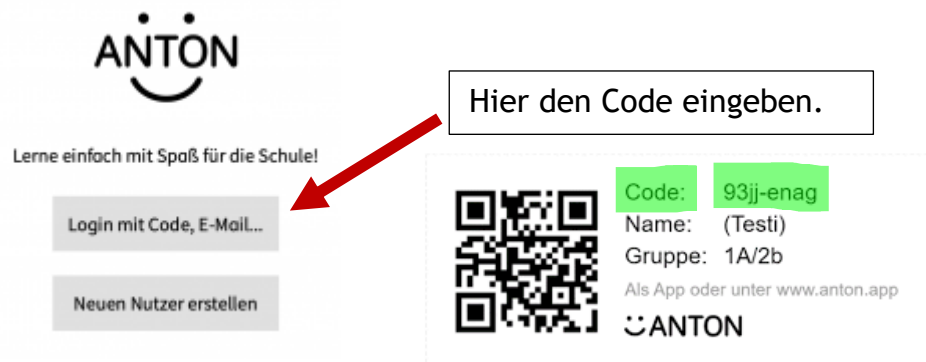 ANTON
Lerne einfach mit Spaß für die Schule!
Login mit Code, E-Mail...
Neuen Nutzer erstellen
Hier den Code eingeben.
Code: 93jj-enag
Name: (Testi)
Gruppe: 1A/2b
Als App oder unter www.anton.app
ANTON